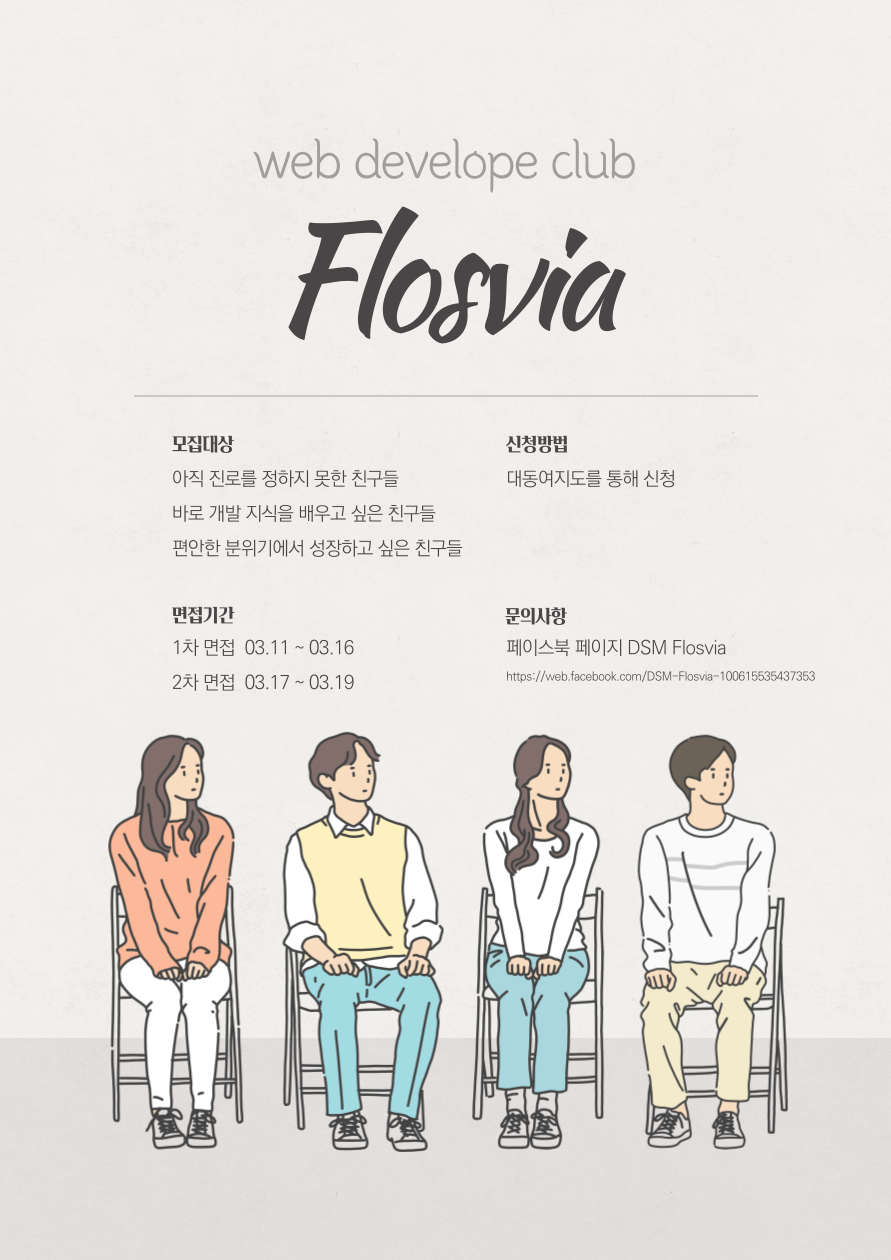 web develope club
Flosvia
모집대상
아직 진로를 정하지 못한 친구들
바로 개발 지식을 배우고 싶은 친구들
편안한 분위기에서 성장하고 싶은 친구들
신청방법
대동여지도를 통해 신청
면접기간
1차 면접 03.11 ~ 03.16
2차 면접 03.17 ~ 03.19
문의사항
페이스북 페이지 DSM Flosvia
https://web.facebook.com/DSM-Flosvia-100615535437353